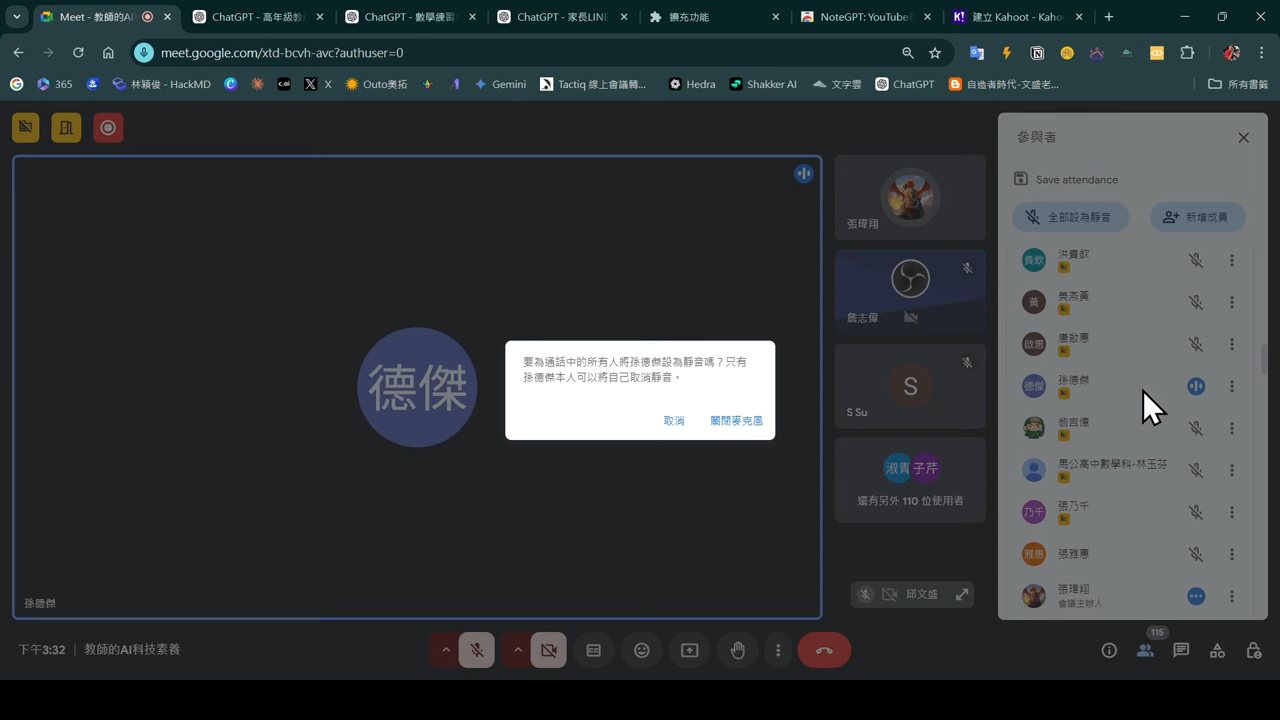 Meet - 教師的AI
ChatGPT - 高年級教
ChatGPT - 數學練習
ChatGPT - 家長LINE
擴充功能
NoteGPT: YouTube
建立 Kahoot - Kaho
meet.google.com/xtd-bcvh-avc?authuser=0
365
林穎俊 - HackMD
c.ai
X
Outo奧拓
Gemini
Tactiq 線上會議轉...
Hedra
Shakker AI
文字雲
ChatGPT
自造者時代-文盛老...
所有書籤
參與者
Save attendance
全部設為靜音
新增成員
張瑋翔
詹志偉
S
S Su
淑青
子芹
還有另外 110 位使用者
邱文盛
德傑
孫德傑
要為通話中的所有人將孫德傑設為靜音嗎？只有
孫德傑本人可以將自己取消靜音。
取消
關閉麥克風
貴欽
洪貴欽
黃
美燕黃
啟惠
唐啟惠
德傑
孫德傑
翁吉億
馬公高中數學科-林玉芬
乃千
張乃千
雅惠
張雅惠
張瑋翔
會議主辦人
下午3:32
教師的AI科技素養
115